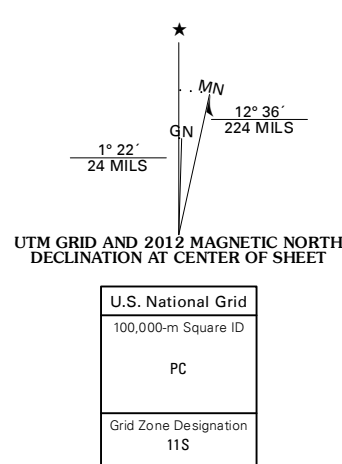 ★
MN
12° 36´
224 MILS
GN
1° 22´
24 MILS
UTM GRID AND 2012 MAGNETIC NORTH
DECLINATION AT CENTER OF SHEET
U.S. National Grid
100,000-m Square ID
PC
Grid Zone Designation
11S